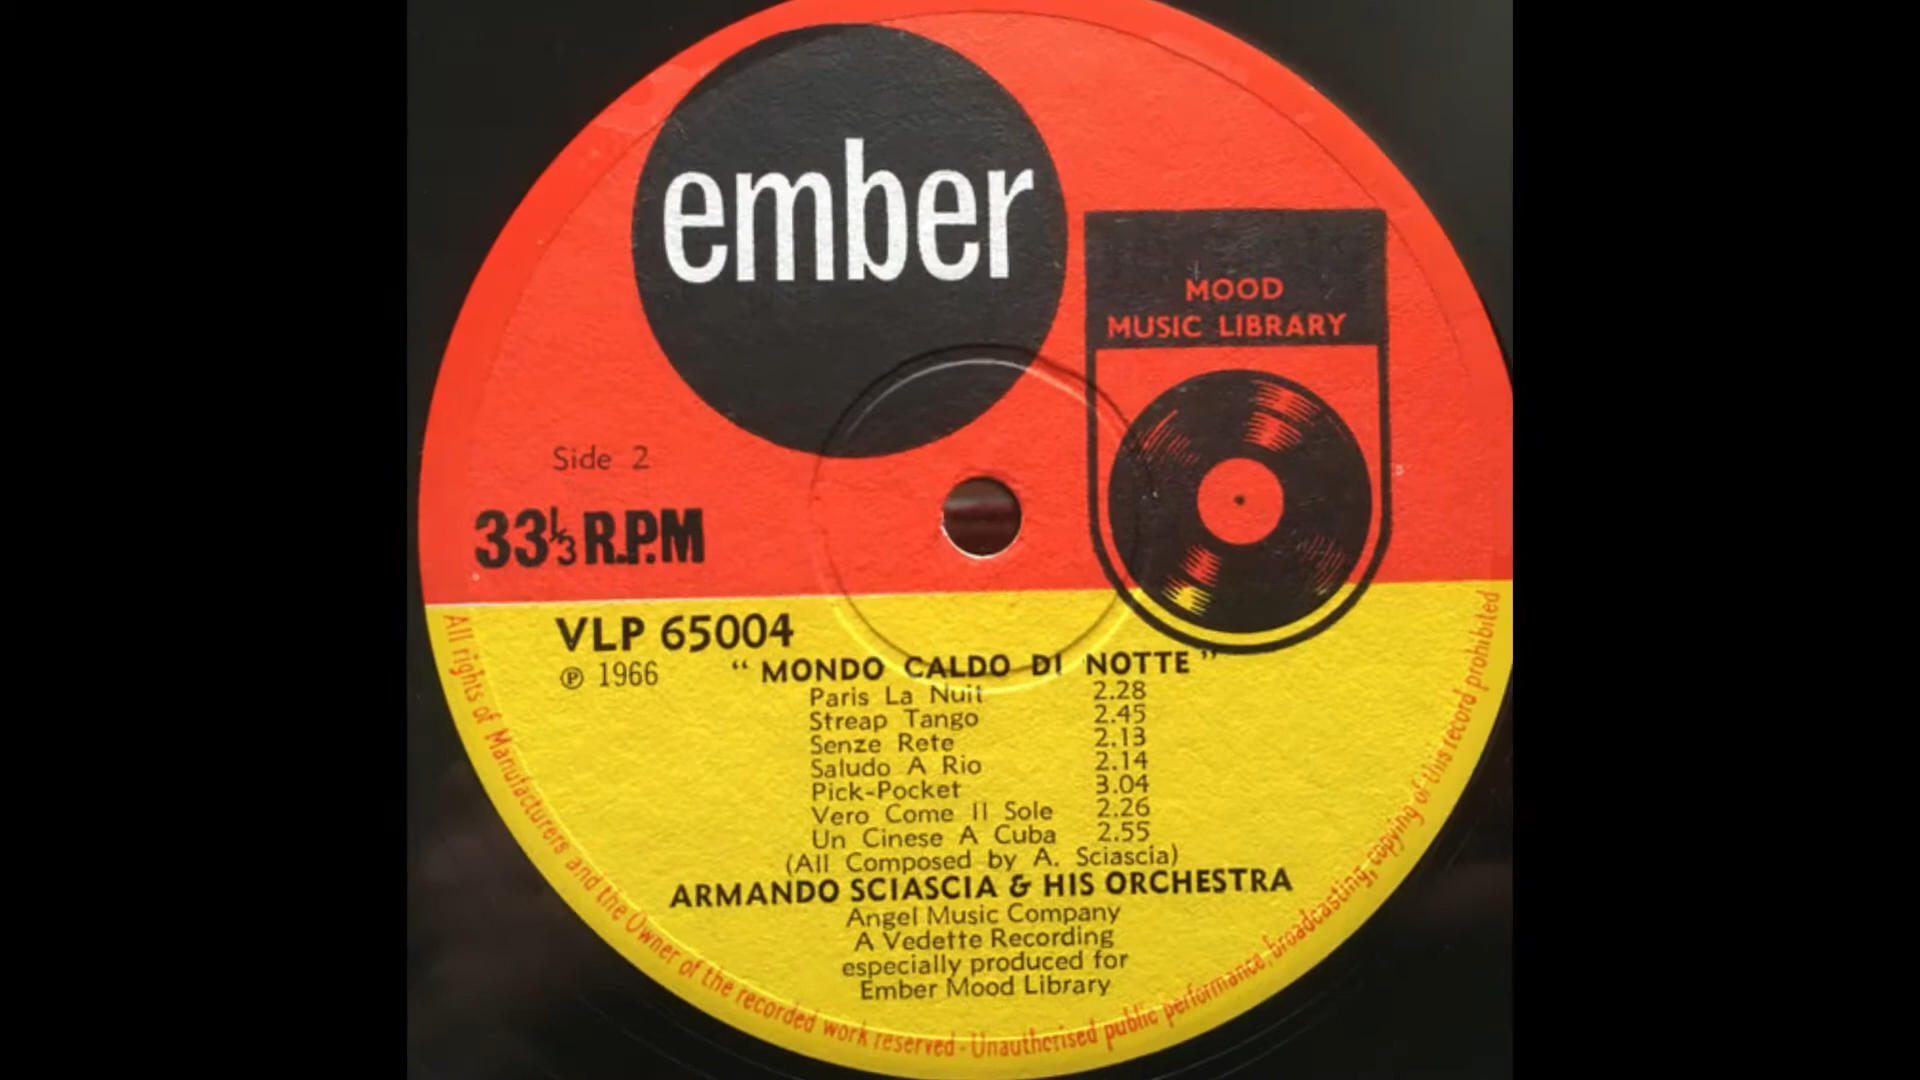 ember
MOOD
MUSIC LIBRARY
Side 2
33⅓ R.P.M
VLP 65004
℗ 1966
“ MONDO CALDO DI NOTTE ”
Paris La Nuit 2.28
Streap Tango 2.45
Senze Rete 2.13
Saludo A Rio 2.14
Pick-Pocket 3.04
Vero Come Il Sole 2.26
Un Cinese A Cuba 2.55
(All Composed by A. Sciascia)
ARMANDO SCIASCIA & HIS ORCHESTRA
Angel Music Company
A Vedette Recording
especially produced for
Ember Mood Library
All rights of Manufacturers and the Owner of the recorded work reserved - Unauthorised public performance, broadcasting, copying of this record prohibited